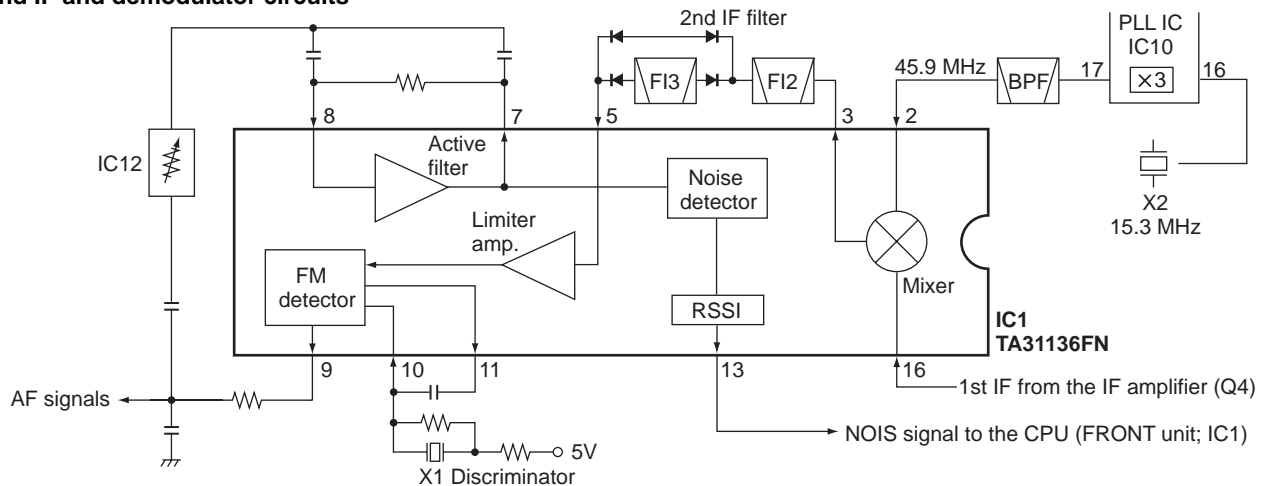 nd IF and demodulator circuits
2nd IF filter
PLL IC
IC10
×3
45.9 MHz
BPF
17
16
FI3
FI2
8
7
5
3
2
IC12
Active
filter
Noise
detector
X2
15.3 MHz
Limiter
amp.
FM
detector
Mixer
RSSI
IC1
TA31136FN
9
10
11
13
16
1st IF from the IF amplifier (Q4)
AF signals
NOIS signal to the CPU (FRONT unit; IC1)
5V
X1 Discriminator